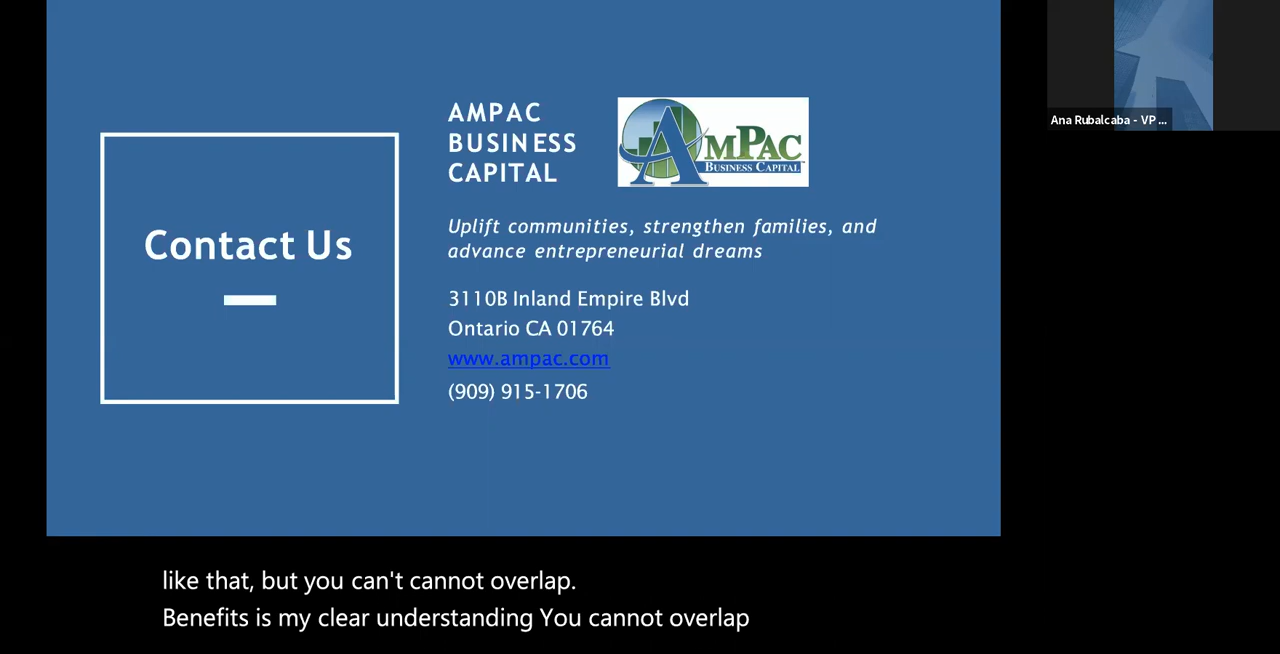 Contact Us
AMPAC
BUSINESS
CAPITAL
AMPAC
BUSINESS CAPITAL
Uplift communities, strengthen families, and
advance entrepreneurial dreams
3110B Inland Empire Blvd
Ontario CA 01764
www.ampac.com
(909) 915-1706
Ana Rubalcaba - VP ...
like that, but you can't cannot overlap.
Benefits is my clear understanding You cannot overlap